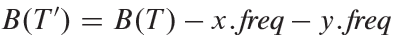 B(T′) = B(T) − x.freq − y.freq